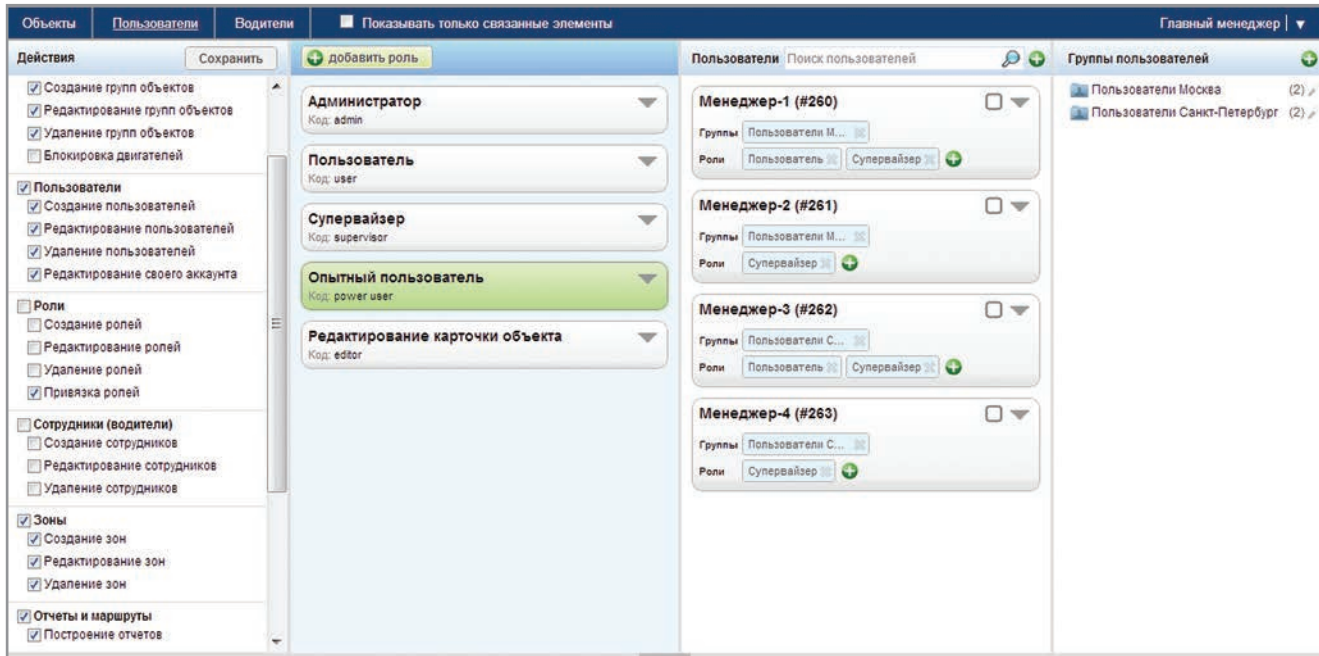 Объекты Пользователи Водители Показывать только связанные элементы Главный менеджер
Действия Сохранить
Создание групп объектов
Редактирование групп объектов
Удаление групп объектов
Блокировка двигателей
Пользователи
Создание пользователей
Редактирование пользователей
Удаление пользователей
Редактирование своего аккаунта
Роли
Создание ролей
Редактирование ролей
Удаление ролей
Привязка ролей
Сотрудники (водители)
Создание сотрудников
Редактирование сотрудников
Удаление сотрудников
Зоны
Создание зон
Редактирование зон
Удаление зон
Отчеты и маршруты
Построение отчетов
добавить роль
Администратор
Код: admin
Пользователь
Код: user
Супервайзер
Код: supervisor
Опытный пользователь
Код: power user
Редактирование карточки объекта
Код: editor
Пользователи Поиск пользователей
Менеджер-1 (#260)
Группы Пользователи М...
Роли Пользователь Супервайзер
Менеджер-2 (#261)
Группы Пользователи М...
Роли Супервайзер
Менеджер-3 (#262)
Группы Пользователи С...
Роли Пользователь Супервайзер
Менеджер-4 (#263)
Группы Пользователи С...
Роли Супервайзер
Группы пользователей
Пользователи Москва (2)
Пользователи Санкт-Петербург (2)